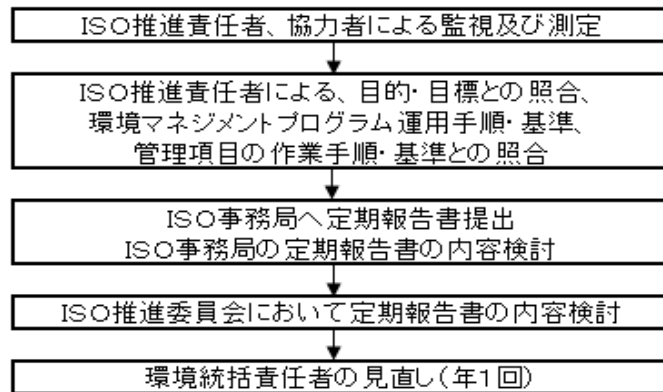 ISO推進責任者、協力者による監視及び測定
ISO推進責任者による、目的・目標との照合、
環境マネジメントプログラム運用手順・基準、
管理項目の作業手順・基準との照合
ISO事務局へ定期報告書提出
ISO事務局の定期報告書の内容検討
ISO推進委員会において定期報告書の内容検討
環境統括責任者の見直し(年1回)